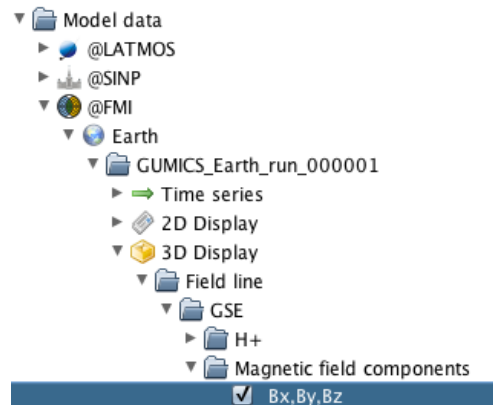 Model data
@LATMOS
@SINP
@FMI
Earth
GUMICS_Earth_run_000001
Time series
2D Display
3D Display
Field line
GSE
H+
Magnetic field components
Bx,By,Bz